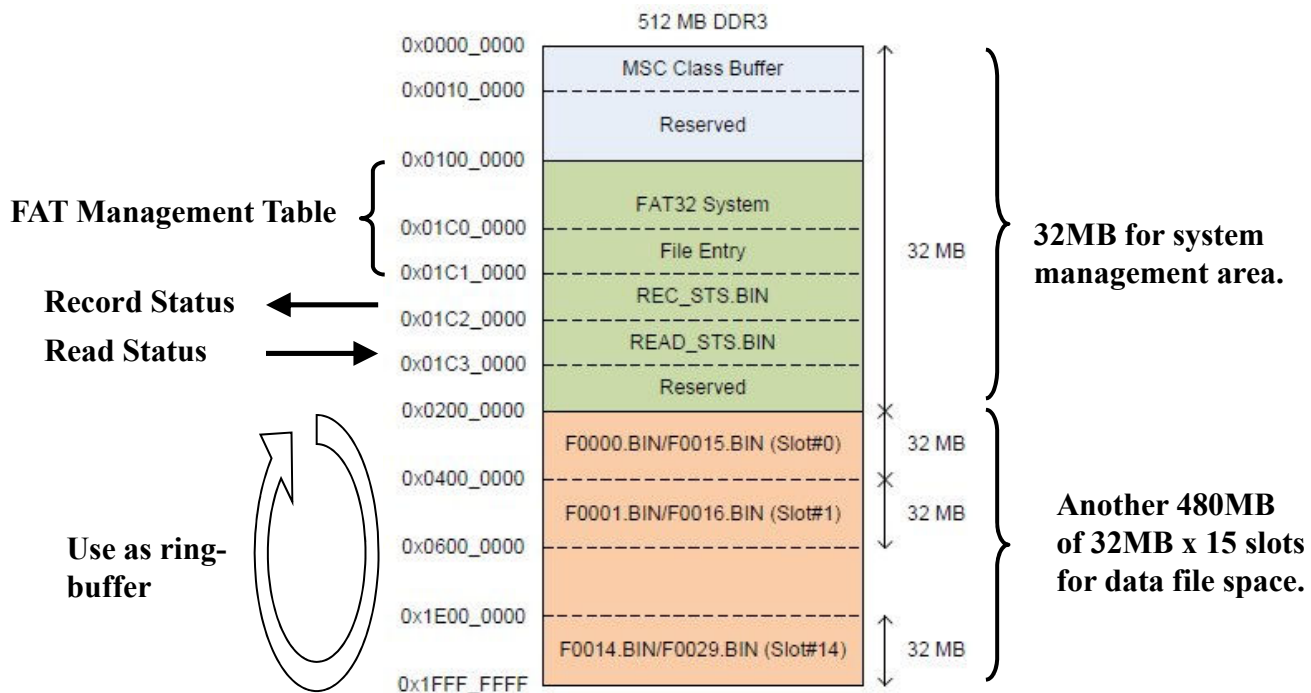 512 MB DDR3
0x0000_0000
MSC Class Buffer
0x0010_0000
Reserved
0x0100_0000
FAT Management Table
FAT32 System
0x01C0_0000
File Entry
32 MB
32MB for system
management area.
0x01C1_0000
Record Status
REC_STS.BIN
0x01C2_0000
Read Status
READ_STS.BIN
0x01C3_0000
Reserved
0x0200_0000
F0000.BIN/F0015.BIN (Slot#0)
32 MB
0x0400_0000
F0001.BIN/F0016.BIN (Slot#1)
32 MB
Another 480MB
of 32MB x 15 slots
for data file space.
Use as ring-
buffer
0x0600_0000
0x1E00_0000
F0014.BIN/F0029.BIN (Slot#14)
32 MB
0x1FFF_FFFF